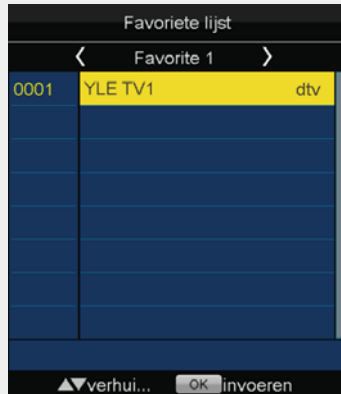 Favoriete lijst
Favorite 1
0001 YLE TV1 dtv
▲▼verhui... OK invoeren